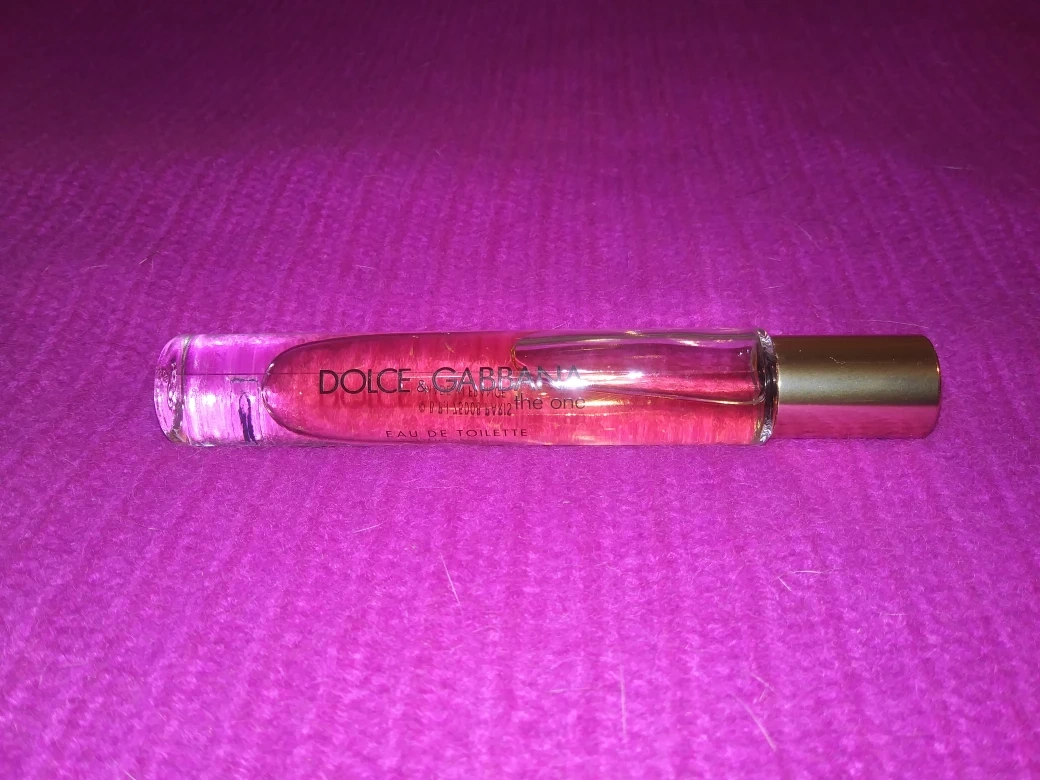 DOLCE & GABBANA
the one
EAU DE TOILETTE